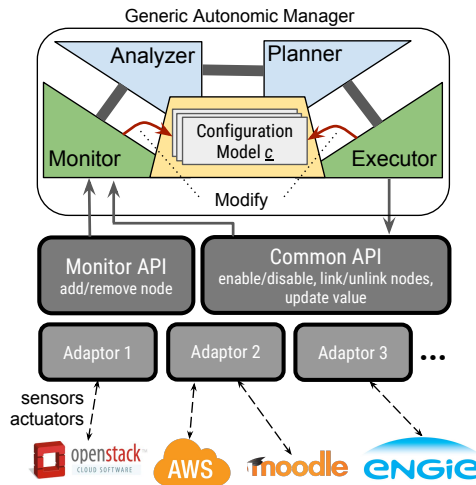 Generic Autonomic Manager
Analyzer
Planner
Configuration
Model c
Monitor
Executor
Modify
Monitor API
add/remove node
Common API
enable/disable, link/unlink nodes,
update value
Adaptor 1
Adaptor 2
Adaptor 3
...
sensors
actuators
openstack™
CLOUD SOFTWARE
AWS
moodle
ENGIE